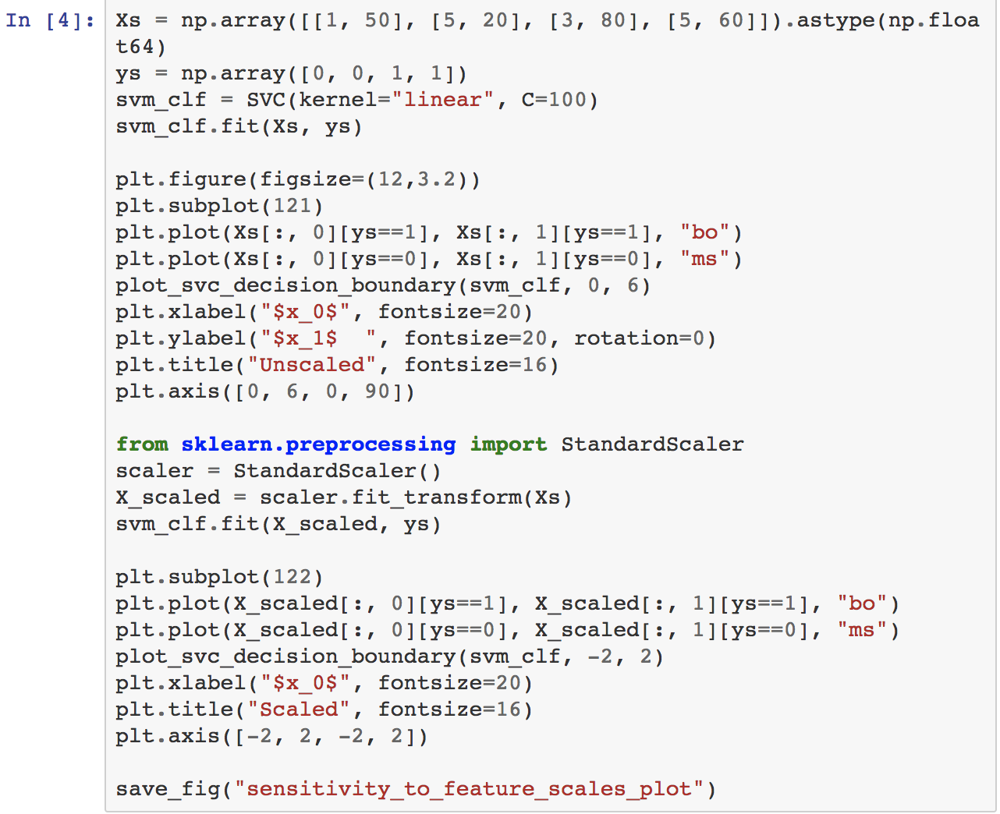 In [4]: Xs = np.array([[1, 50], [5, 20], [3, 80], [5, 60]]).astype(np.floa
t64)
ys = np.array([0, 0, 1, 1])
svm_clf = SVC(kernel="linear", C=100)
svm_clf.fit(Xs, ys)

plt.figure(figsize=(12,3.2))
plt.subplot(121)
plt.plot(Xs[:, 0][ys==1], Xs[:, 1][ys==1], "bo")
plt.plot(Xs[:, 0][ys==0], Xs[:, 1][ys==0], "ms")
plot_svc_decision_boundary(svm_clf, 0, 6)
plt.xlabel("$x_0$", fontsize=20)
plt.ylabel("$x_1$  ", fontsize=20, rotation=0)
plt.title("Unscaled", fontsize=16)
plt.axis([0, 6, 0, 90])

from sklearn.preprocessing import StandardScaler
scaler = StandardScaler()
X_scaled = scaler.fit_transform(Xs)
svm_clf.fit(X_scaled, ys)

plt.subplot(122)
plt.plot(X_scaled[:, 0][ys==1], X_scaled[:, 1][ys==1], "bo")
plt.plot(X_scaled[:, 0][ys==0], X_scaled[:, 1][ys==0], "ms")
plot_svc_decision_boundary(svm_clf, -2, 2)
plt.xlabel("$x_0$", fontsize=20)
plt.title("Scaled", fontsize=16)
plt.axis([-2, 2, -2, 2])

save_fig("sensitivity_to_feature_scales_plot")